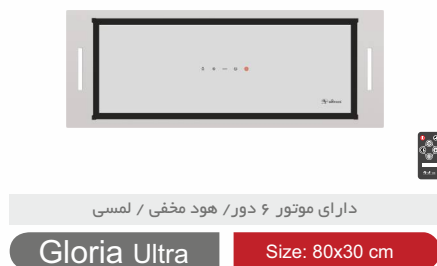 دارای موتور ۶ دور/ هود مخفی / لمسی
Gloria Ultra
Size: 80x30 cm